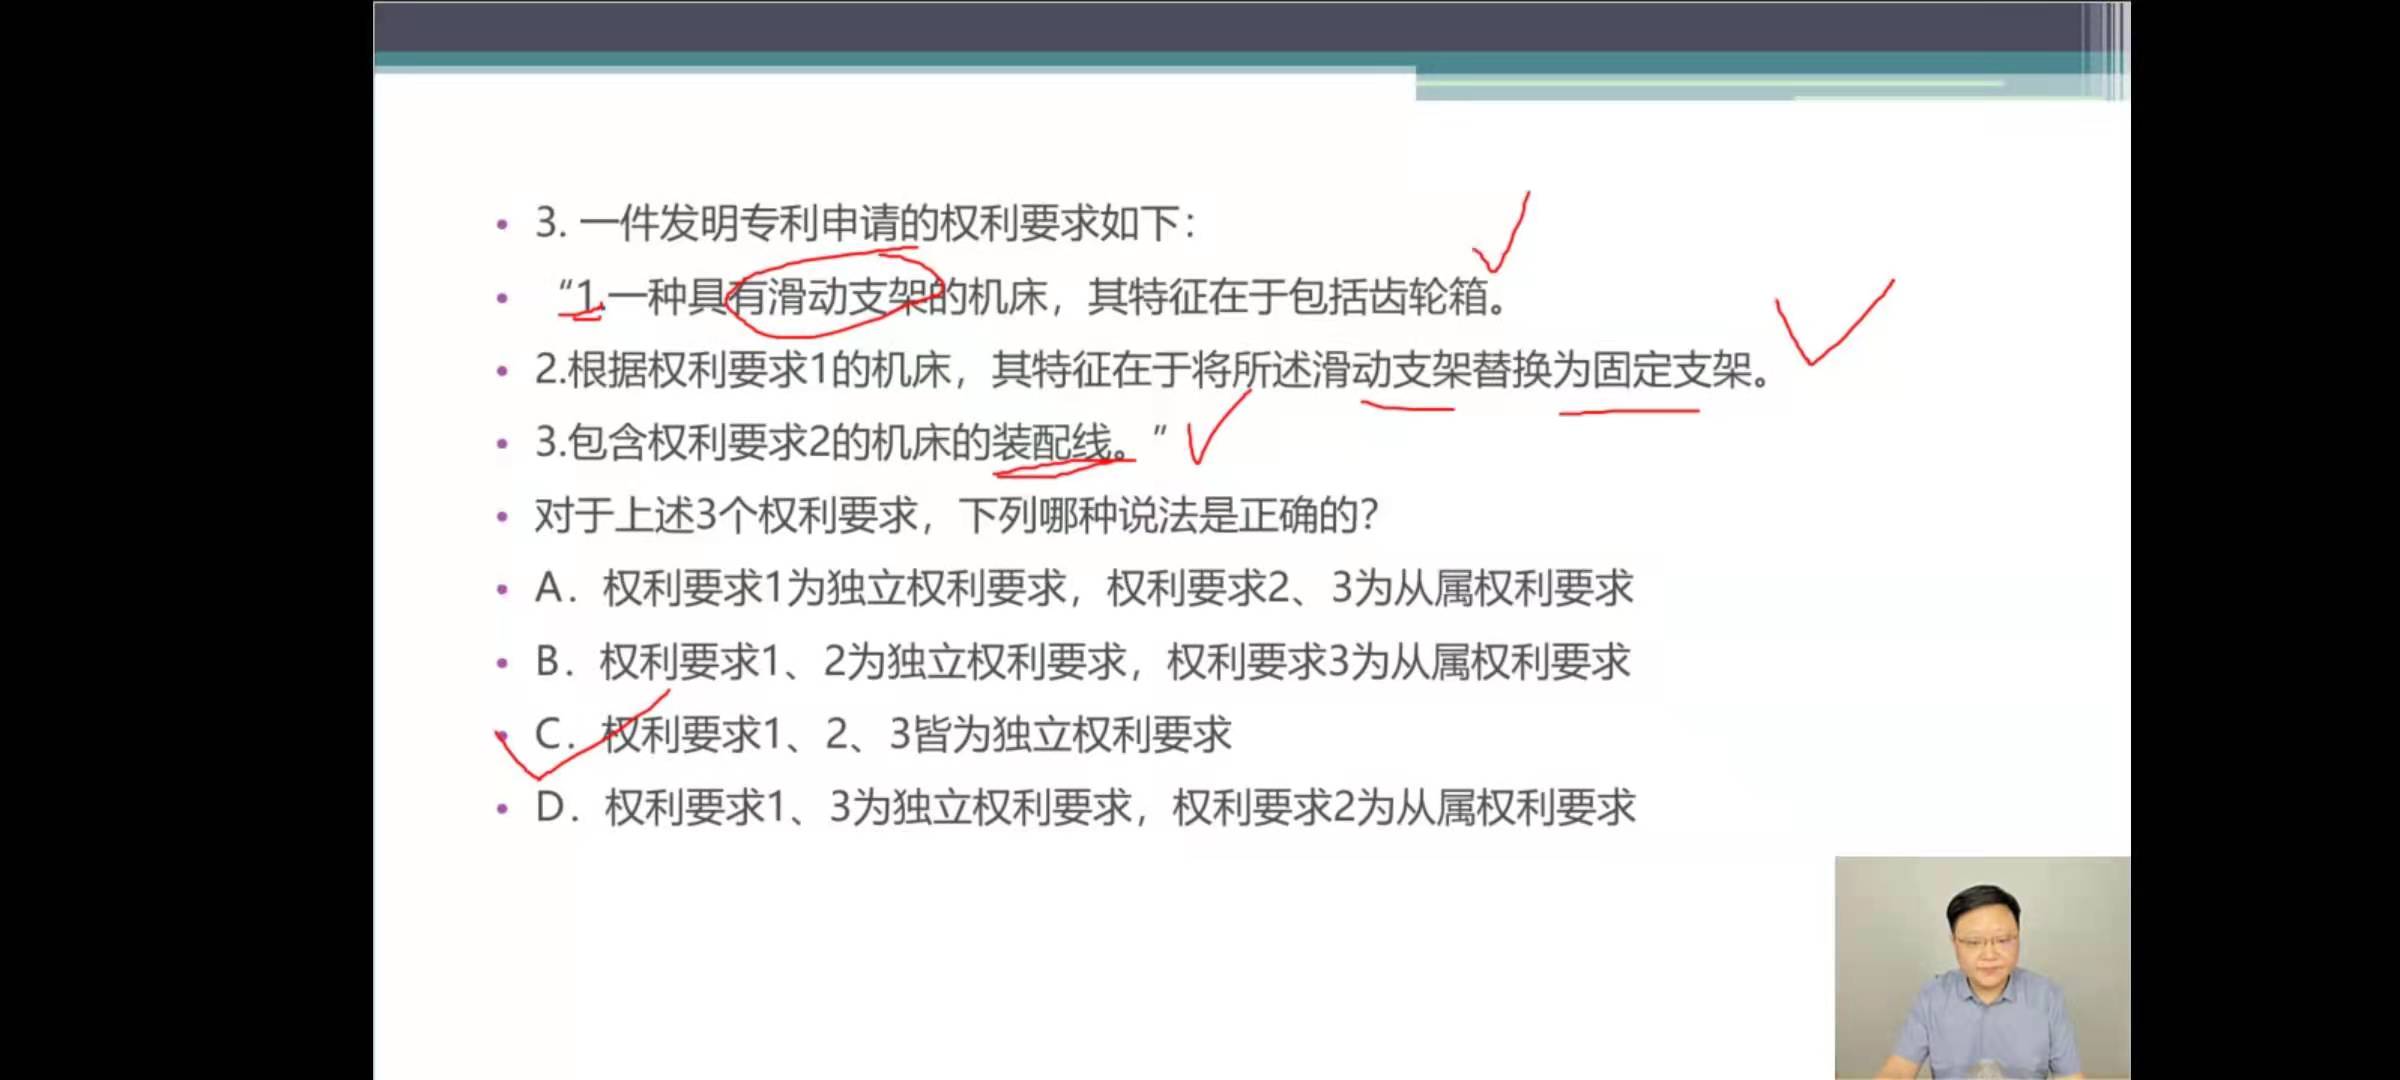 • 3. 一件发明专利申请的权利要求如下：
• “1.一种具有滑动支架的机床，其特征在于包括齿轮箱。
• 2.根据权利要求1的机床，其特征在于将所述滑动支架替换为固定支架。
• 3.包含权利要求2的机床的装配线。”
• 对于上述3个权利要求，下列哪种说法是正确的？
• A．权利要求1为独立权利要求，权利要求2、3为从属权利要求
• B．权利要求1、2为独立权利要求，权利要求3为从属权利要求
• C．权利要求1、2、3皆为独立权利要求
• D．权利要求1、3为独立权利要求，权利要求2为从属权利要求